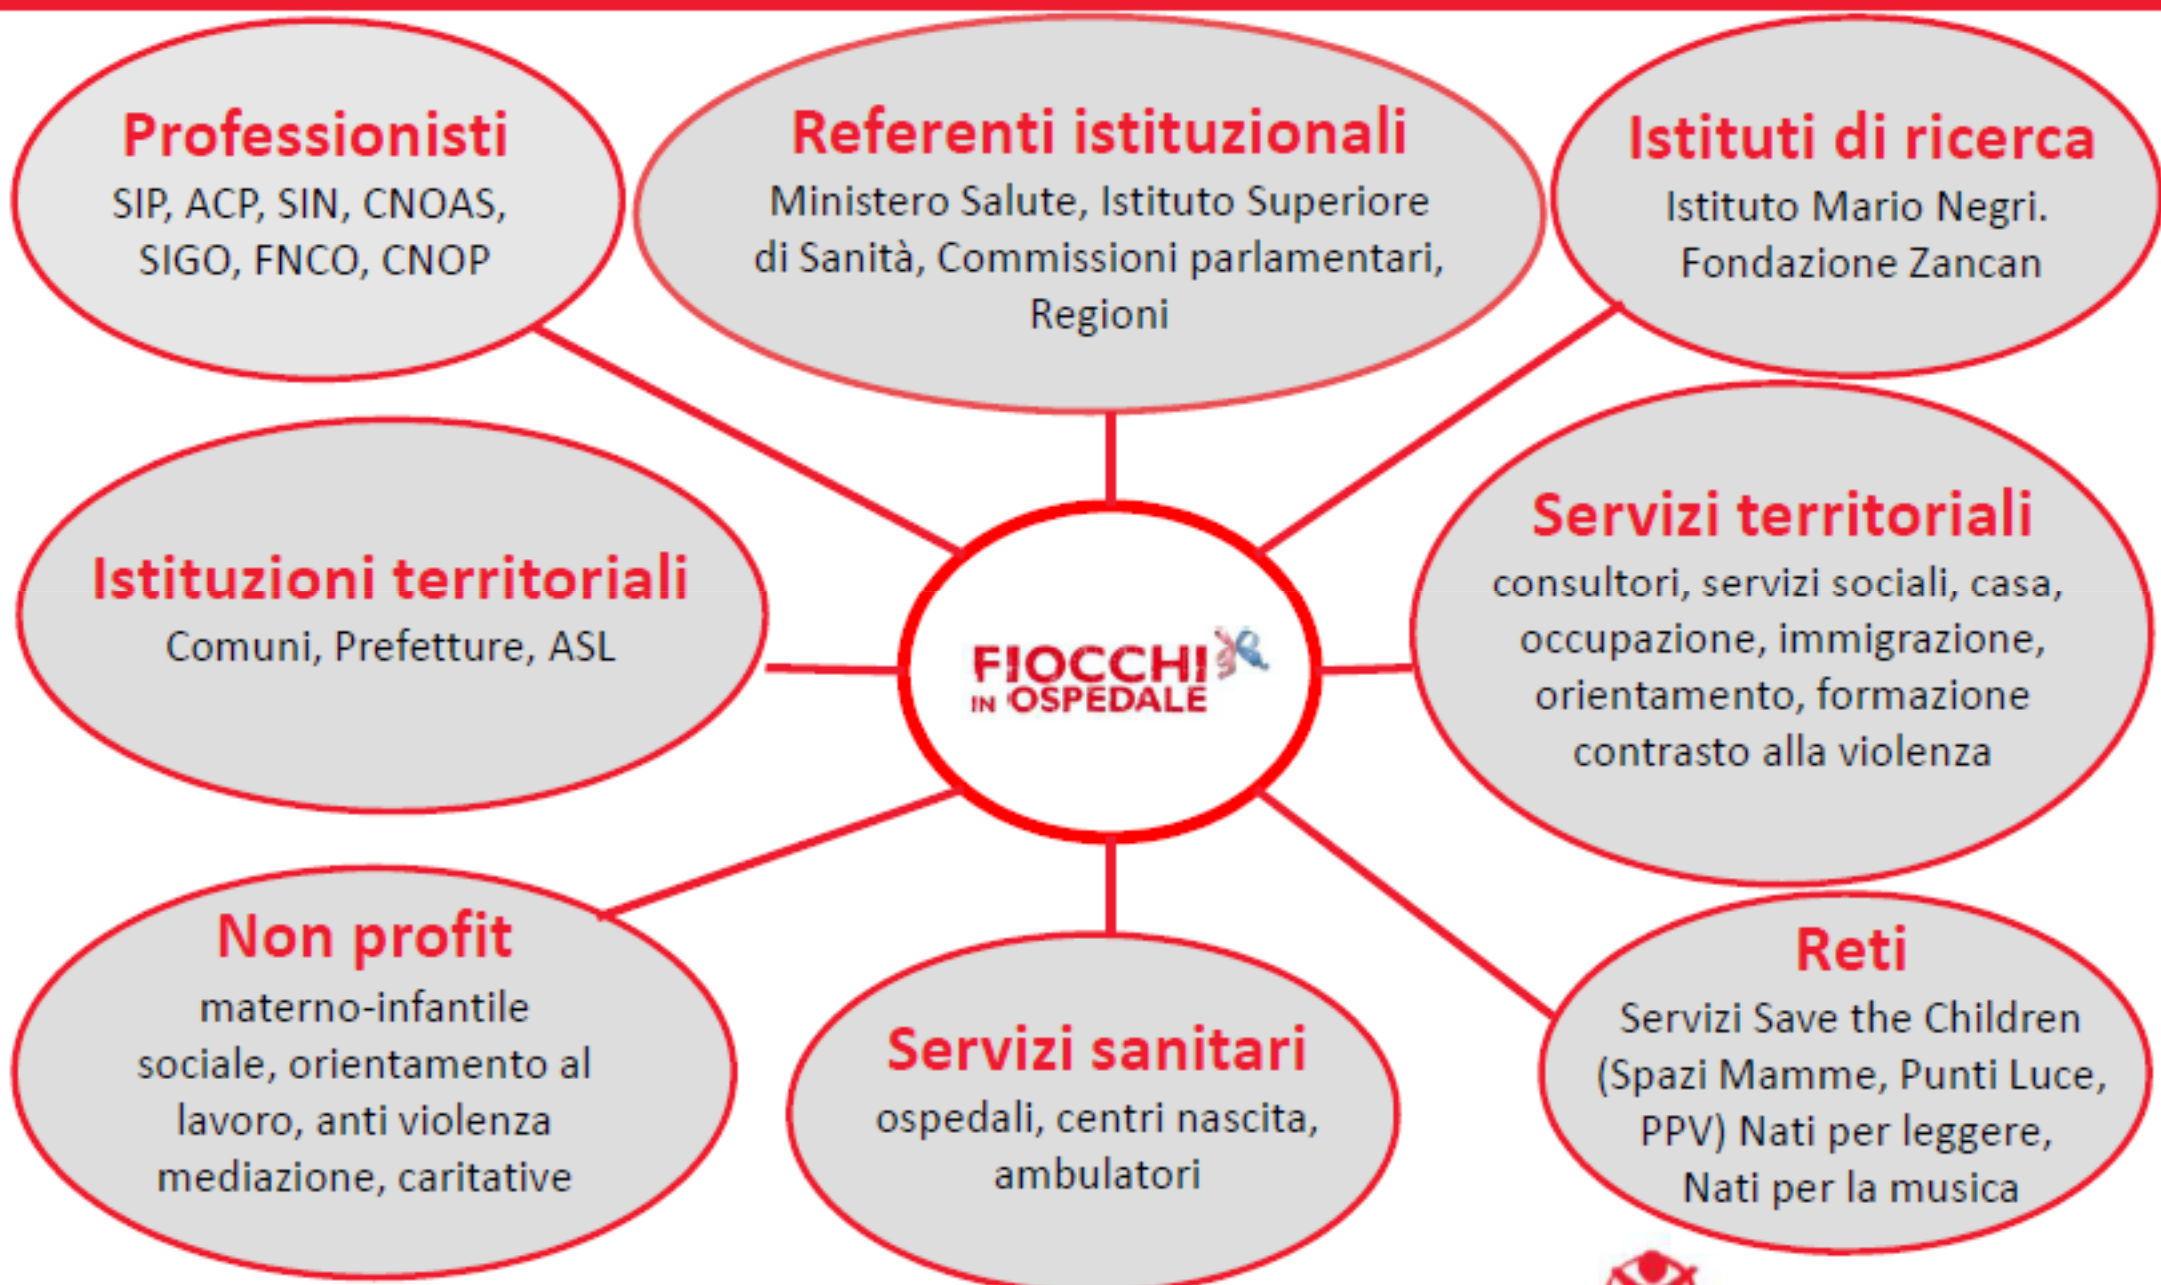 Professionisti
SIP, ACP, SIN, CNOAS,
SIGO, FNCO, CNOP
Referenti istituzionali
Ministero Salute, Istituto Superiore
di Sanità, Commissioni parlamentari,
Regioni
Istituti di ricerca
Istituto Mario Negri.
Fondazione Zancan
Istituzioni territoriali
Comuni, Prefetture, ASL
FIOCCHI
IN OSPEDALE
Servizi territoriali
consultori, servizi sociali, casa,
occupazione, immigrazione,
orientamento, formazione
contrasto alla violenza
Non profit
materno-infantile
sociale, orientamento al
lavoro, anti violenza
mediazione, caritative
Servizi sanitari
ospedali, centri nascita,
ambulatori
Reti
Servizi Save the Children
(Spazi Mamme, Punti Luce,
PPV) Nati per leggere,
Nati per la musica